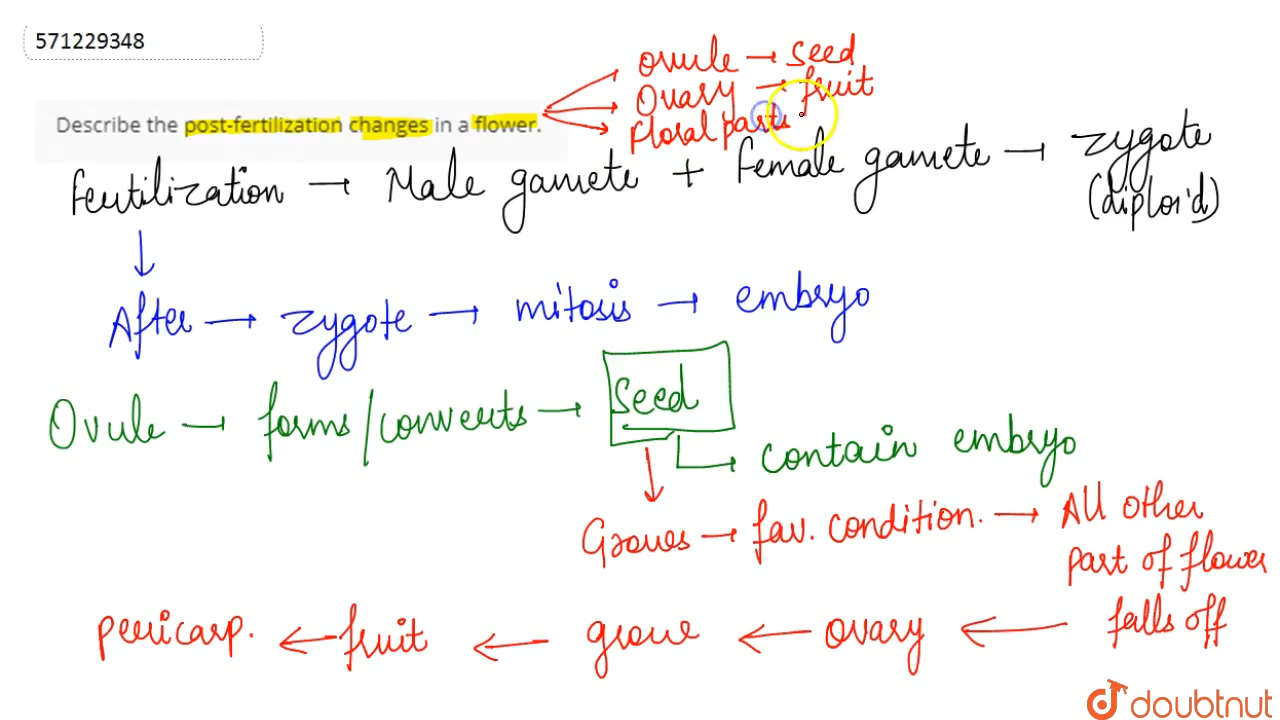 571229348
Ovule → Seed
Ovary → fruit
Floral parts
Describe the post-fertilization changes in a flower.
Fertilization → Male gamete + Female gamete → zygote
(diploid)
After → zygote → mitosis → embryo
Ovule → forms/converts → Seed
contain embryo
Grows → fav. condition. → All other
part of flower
falls off
pericarp. ← fruit ← grow ← ovary ←
doubtnut